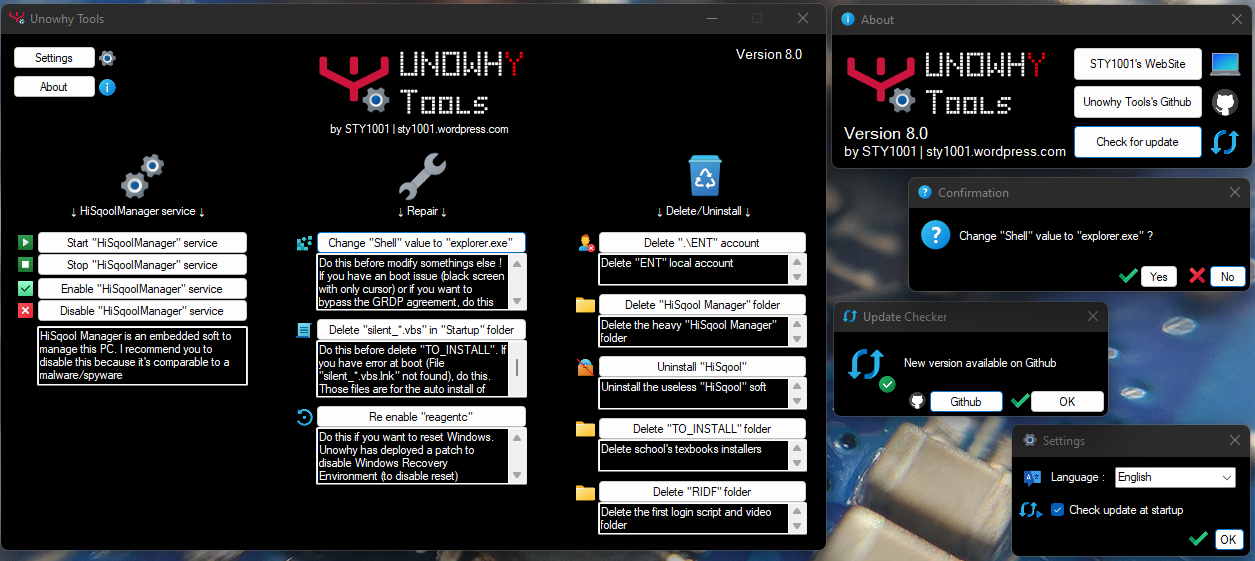 Unowhy Tools
Settings
About
UNOWHY
Tools
by STY1001 | sty1001.wordpress.com
Version 8.0
↓ HiSqoolManager service ↓
Start "HiSqoolManager" service
Stop "HiSqoolManager" service
Enable "HiSqoolManager" service
Disable "HiSqoolManager" service
HiSqool Manager is an embedded soft to
manage this PC. I recommend you to
disable this because it's comparable to a
malware/spyware
↓ Repair ↓
Change "Shell" value to "explorer.exe"
Do this before modify somethings else !
If you have an boot issue (black screen
with only cursor) or if you want to
bypass the GRDP agreement, do this
Delete "silent_*.vbs" in "Startup" folder
Do this before delete "TO_INSTALL". If
you have error at boot (File
"silent_*.vbs.lnk" not found), do this.
Those files are for the auto install of
Re enable "reagentc"
Do this if you want to reset Windows.
Unowhy has deployed a patch to
disable Windows Recovery
Environment (to disable reset)
↓ Delete/Uninstall ↓
Delete ".\ENT" account
Delete "ENT" local account
Delete "HiSqool Manager" folder
Delete the heavy "HiSqool Manager"
folder
Uninstall "HiSqool"
Uninstall the useless "HiSqool" soft
Delete "TO_INSTALL" folder
Delete school's texbooks installers
Delete "RIDF" folder
Delete the first login script and video
folder
About
UNOWHY
Tools
Version 8.0
by STY1001 | sty1001.wordpress.com
STY1001's WebSite
Unowhy Tools's Github
Check for update
Confirmation
Change "Shell" value to "explorer.exe" ?
Yes
No
Update Checker
New version available on Github
Github
OK
Settings
Language :
English
Check update at startup
OK